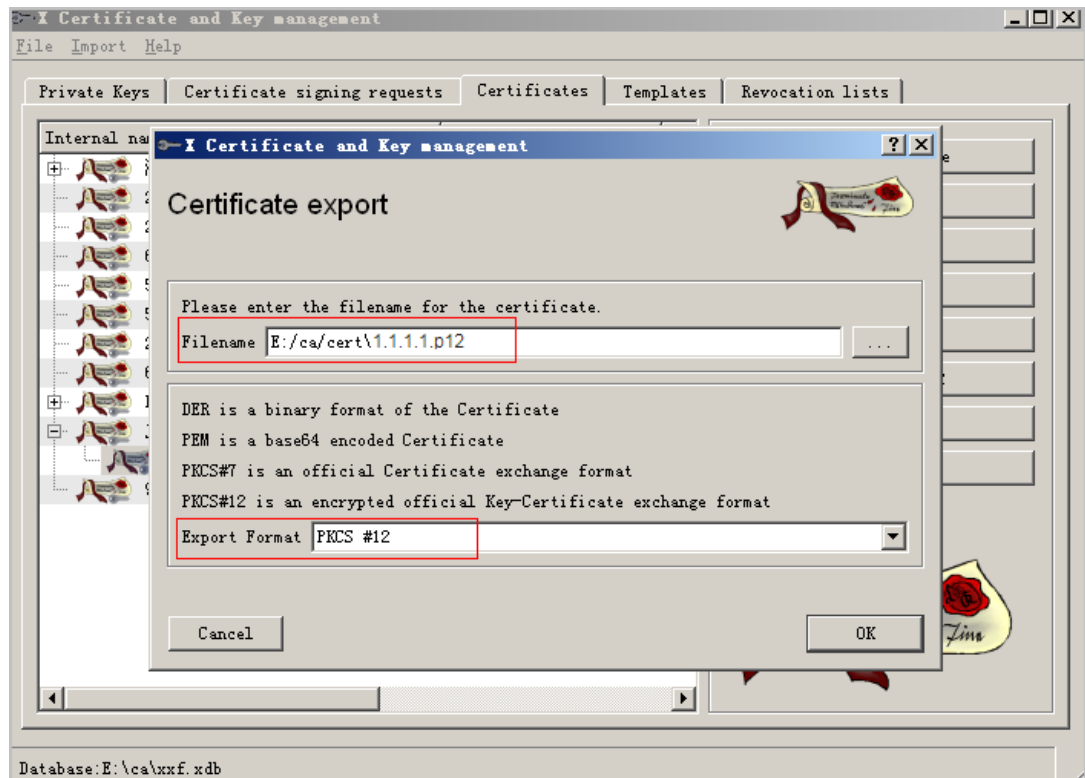 X Certificate and Key management
File Import Help
Private Keys Certificate signing requests Certificates Templates Revocation lists
Internal na
X Certificate and Key management
Certificate export
Please enter the filename for the certificate.
Filename E:/ca/cert\1.1.1.1.p12 ...
DER is a binary format of the Certificate
PEM is a base64 encoded Certificate
PKCS#7 is an official Certificate exchange format
PKCS#12 is an encrypted official Key-Certificate exchange format
Export Format PKCS #12
Cancel OK
Database:E:\ca\xxf.xdb